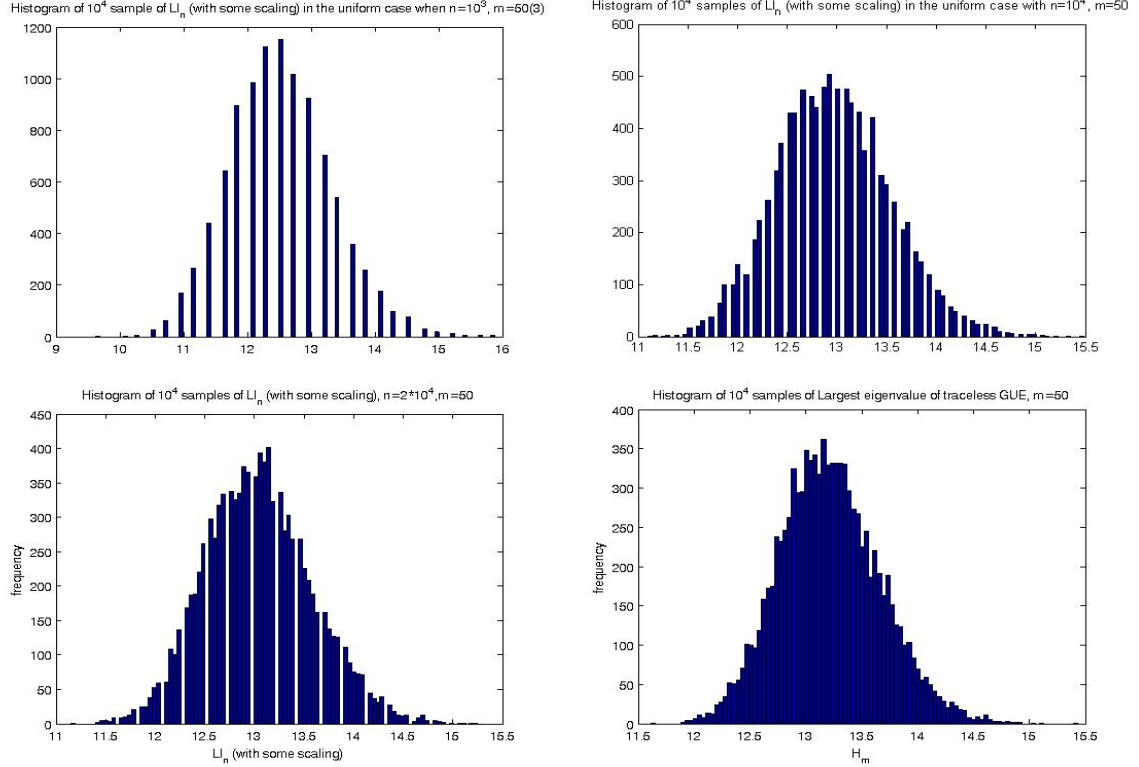 Histogram of 10^4 sample of LI_n (with some scaling) in the uniform case when n=10^3, m=50(3)
1200
1000
800
600
400
200
0
9 10 11 12 13 14 15 16
Histogram of 10^4 samples of LI_n (with some scaling) in the uniform case with n=10^4, m=50
600
500
400
300
200
100
0
11 11.5 12 12.5 13 13.5 14 14.5 15 15.5
Histogram of 10^4 samples of LI_n (with some scaling), n=2*10^4,m=50
450
400
350
300
250
200
150
100
50
0
frequency
11 11.5 12 12.5 13 13.5 14 14.5 15 15.5
LI_n (with some scaling)
Histogram of 10^4 samples of Largest eigenvalue of traceless GUE, m=50
400
350
300
250
200
150
100
50
0
frequency
11 11.5 12 12.5 13 13.5 14 14.5 15 15.5
H_m